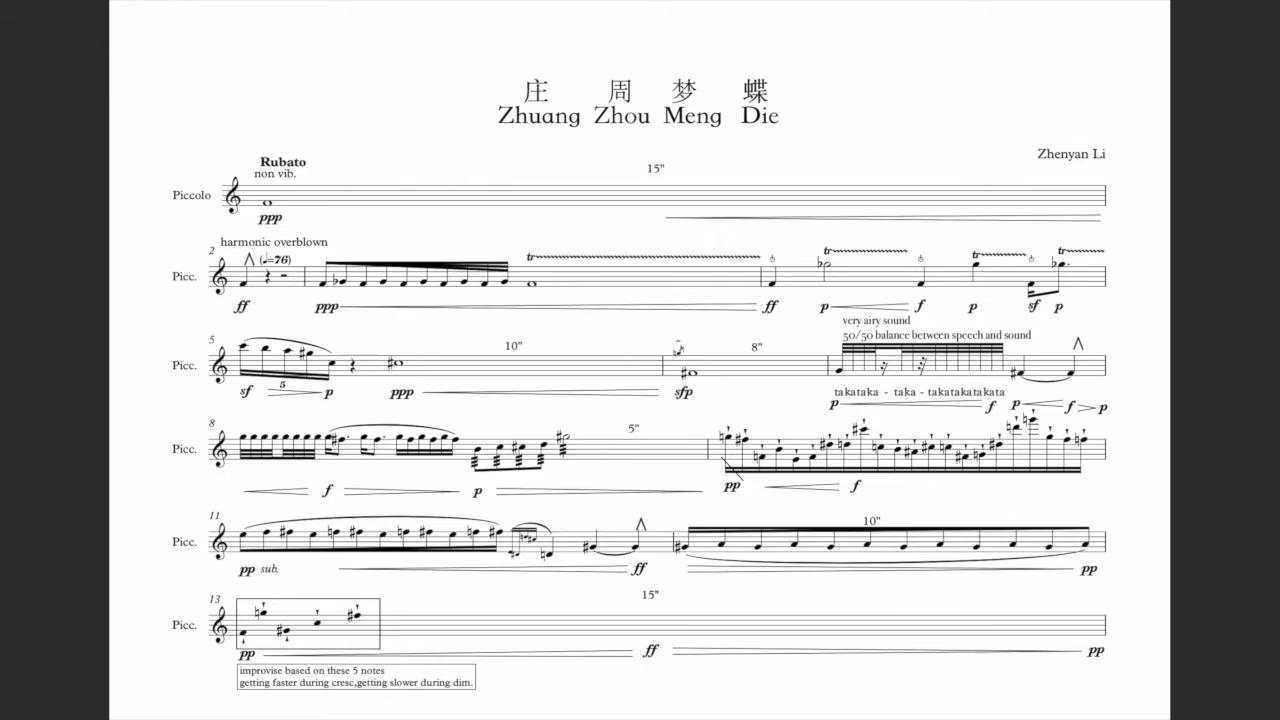 庄 周 梦 蝶
Zhuang Zhou Meng Die
Zhenyan Li
Rubato
non vib.
15"
Piccolo
ppp
harmonic overblown
2
(♩=76)
tr tr tr tr
Picc.
ff ppp ff p f p sf p
very airy sound
50/50 balance between speech and sound
5
10" 8"
Picc.
5
sf p ppp sfp
takataka - taka - takatakatakata
p f p f p
8
5"
Picc.
f p pp f
11
10"
Picc.
pp sub. ff pp
13
15"
Picc.
pp ff pp
improvise based on these 5 notes
getting faster during cresc,getting slower during dim.